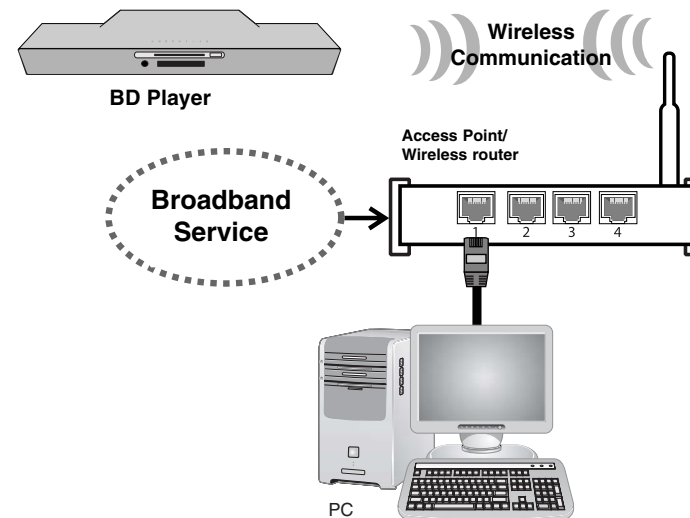 Wireless
Communication
BD Player
Access Point/
Wireless router
Broadband
Service
1 2 3 4
PC